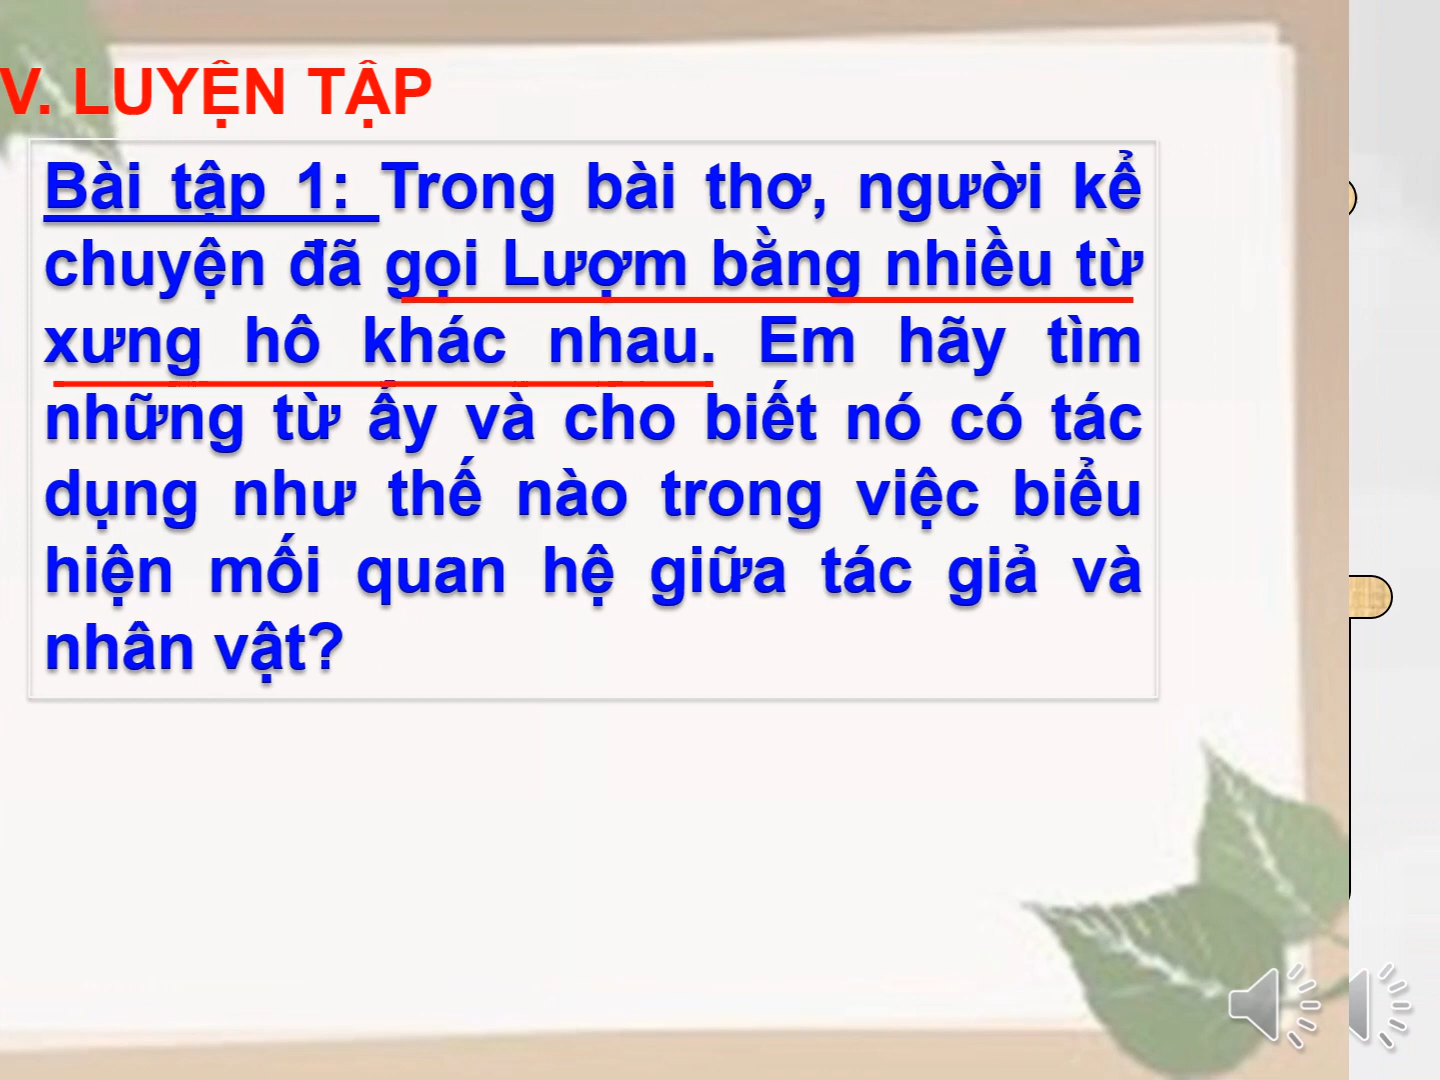 V. LUYỆN TẬP
Bài tập 1: Trong bài thơ, người kể
chuyện đã gọi Lượm bằng nhiều từ
xưng hô khác nhau. Em hãy tìm
những từ ấy và cho biết nó có tác
dụng như thế nào trong việc biểu
hiện mối quan hệ giữa tác giả và
nhân vật?